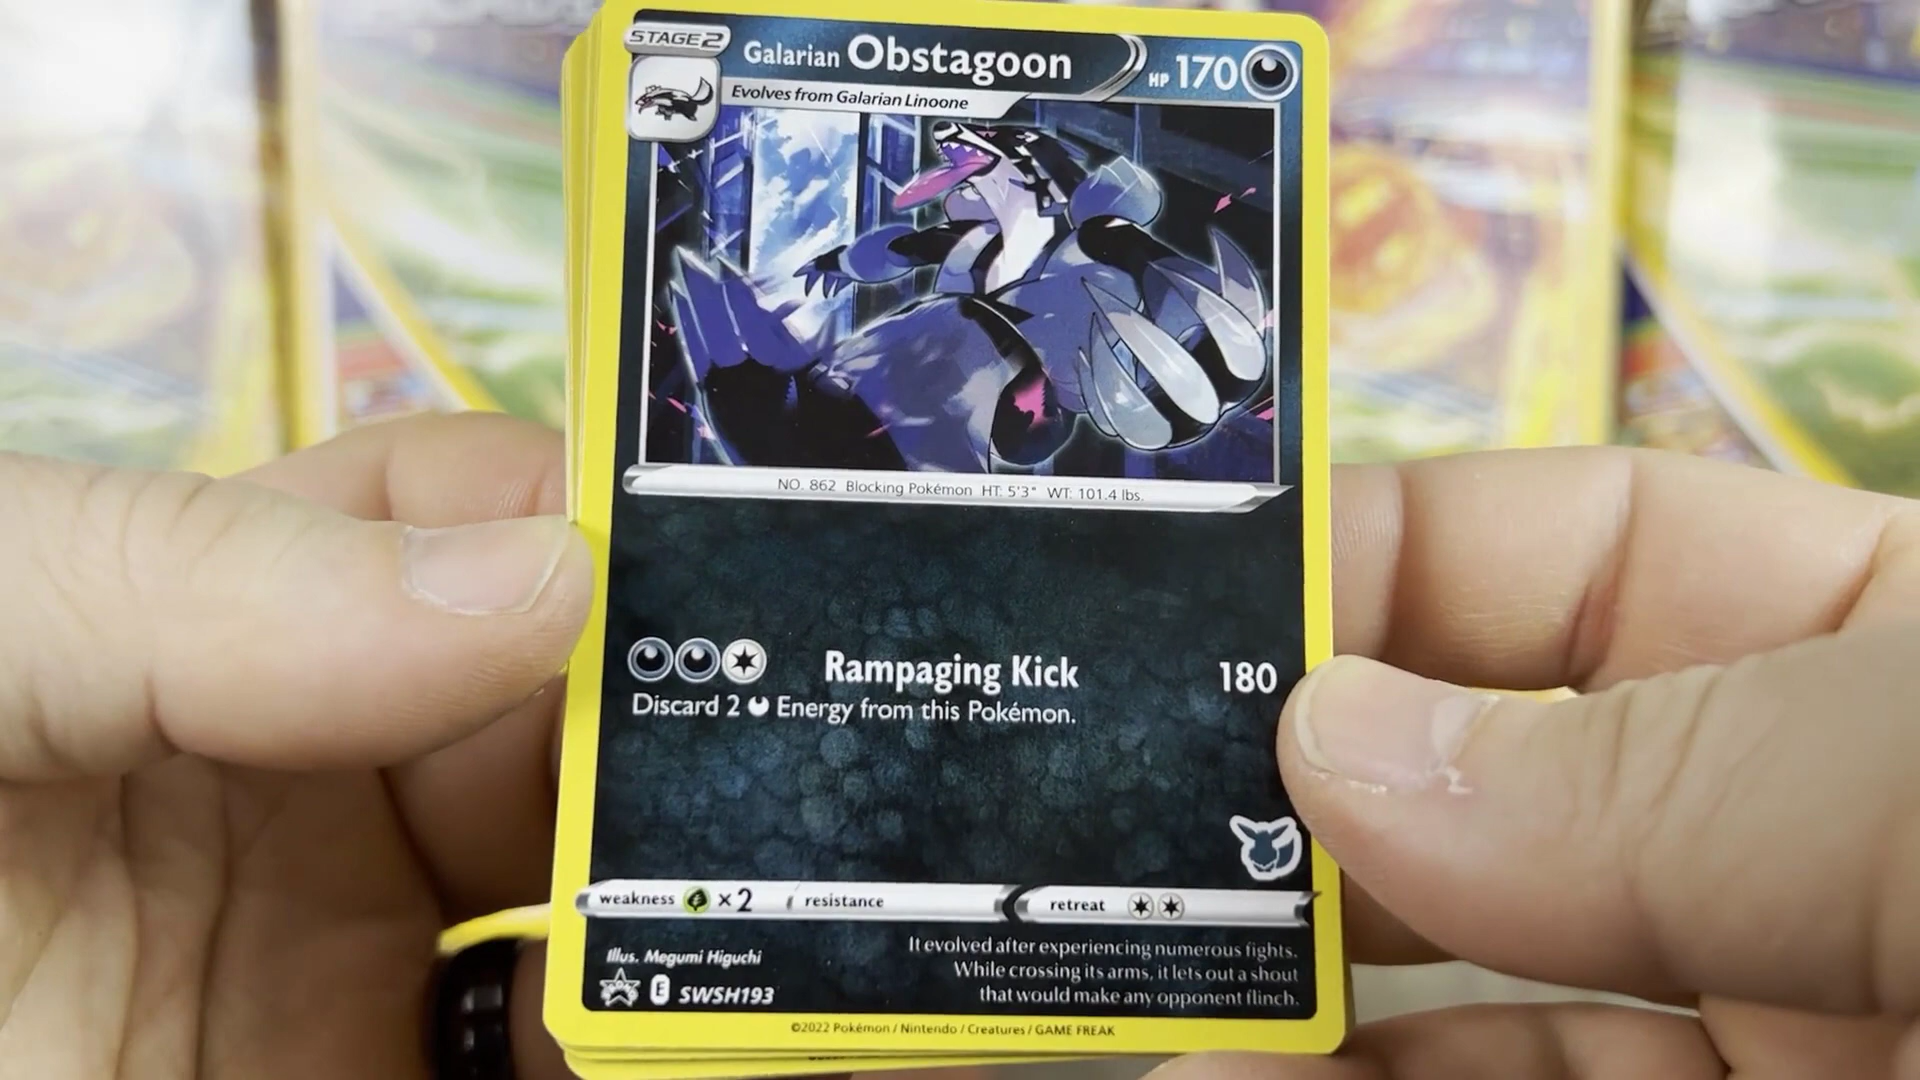 STAGE2
Galarian Obstagoon
HP 170
Evolves from Galarian Linoone
NO. 862 Blocking Pokémon HT: 5'3" WT: 101.4 lbs.
Rampaging Kick 180
Discard 2 Energy from this Pokémon.
weakness ×2 resistance retreat
Illus. Megumi Higuchi
It evolved after experiencing numerous fights.
While crossing its arms, it lets out a shout
that would make any opponent flinch.
E SWSH193
©2022 Pokémon / Nintendo / Creatures / GAME FREAK